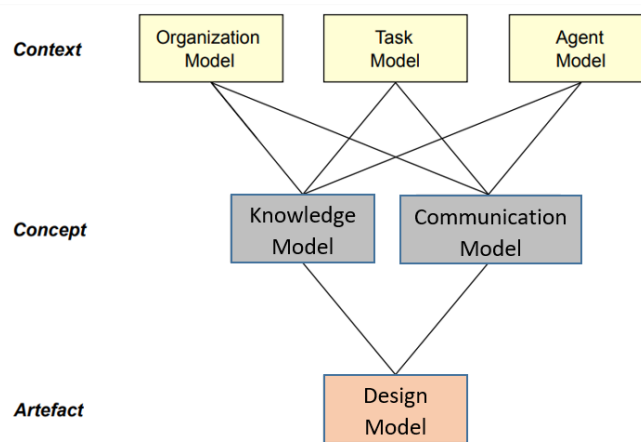 Context
Organization
Model
Task
Model
Agent
Model
Concept
Knowledge
Model
Communication
Model
Artefact
Design
Model